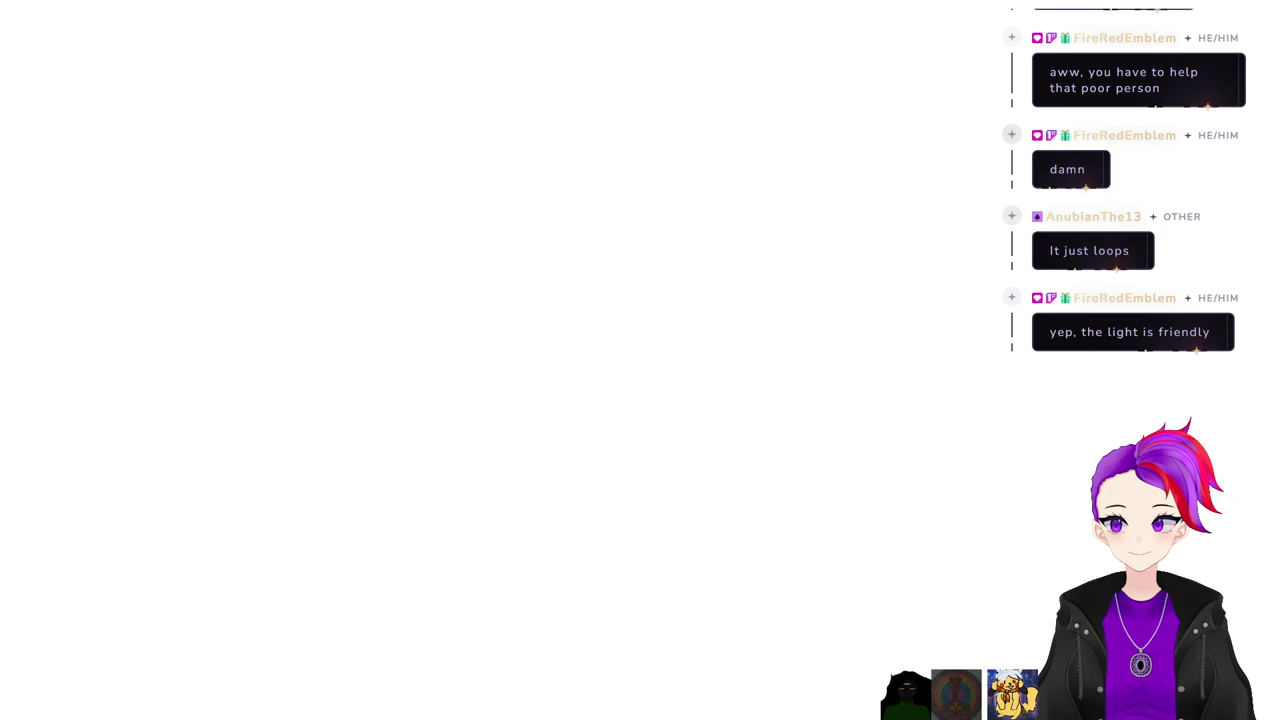 FireRedEmblem HE/HIM
aww, you have to help
that poor person
FireRedEmblem HE/HIM
damn
AnubianThe13 OTHER
It just loops
FireRedEmblem HE/HIM
yep, the light is friendly